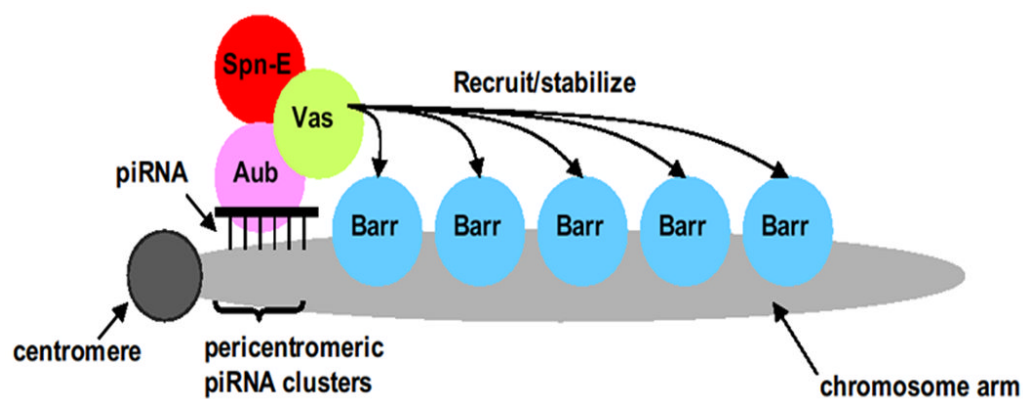 Spn-E
Recruit/stabilize
Vas
piRNA
Aub
Barr
Barr
Barr
Barr
Barr
centromere
pericentromeric
piRNA clusters
chromosome arm